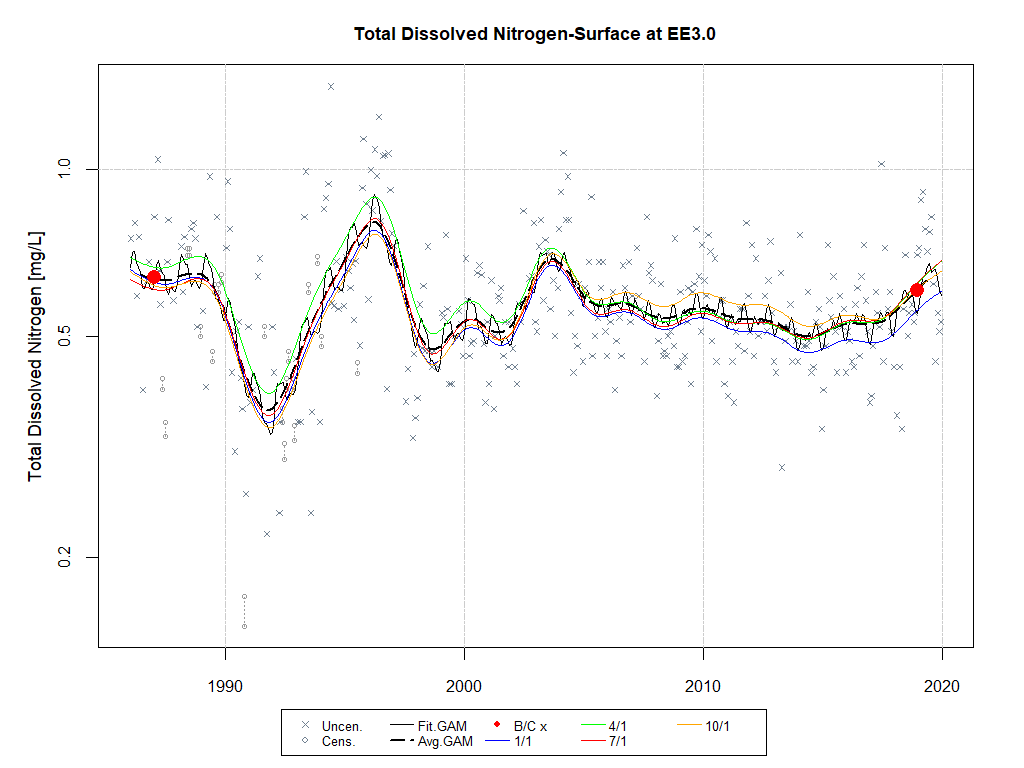 Total Dissolved Nitrogen-Surface at EE3.0
Total Dissolved Nitrogen [mg/L]
1.0
0.5
0.2
1990 2000 2010 2020
Uncen. Fit.GAM B/C x 4/1 10/1
Cens. Avg.GAM 1/1 7/1